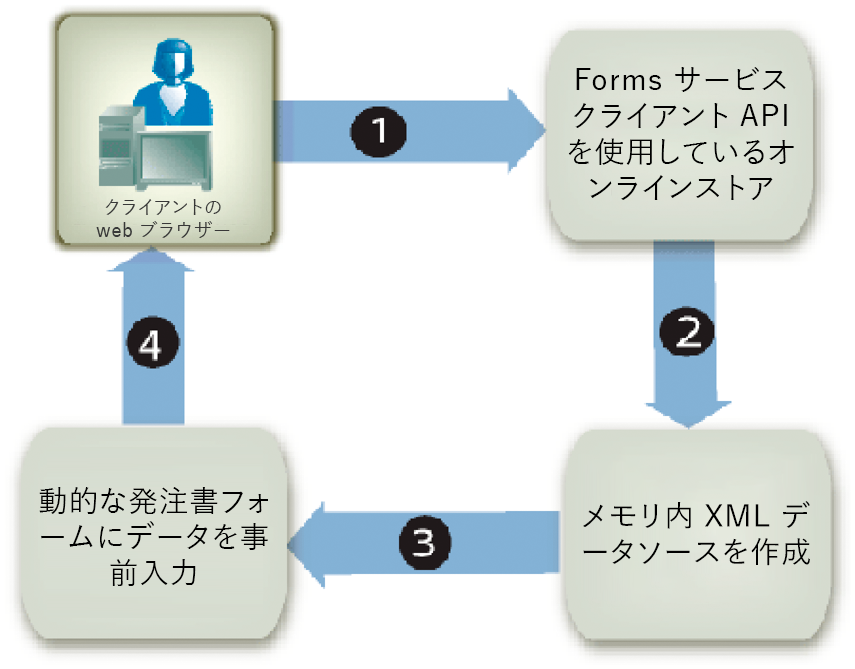 クライアントの
web ブラウザー
1
Forms サービス
クライアント API
を使用しているオ
ンラインストア
2
メモリ内 XML デ
ータソースを作成
3
動的な発注書フォ
ームにデータを事
前入力
4